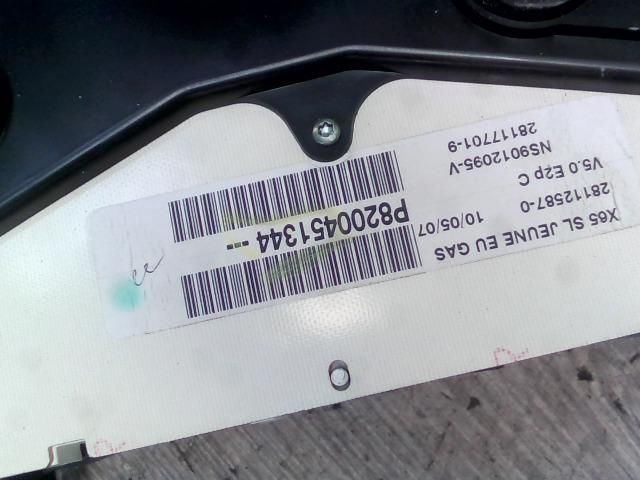 X65 SL JEUNE EU GAS
28112587-0 10/05/07
V5.0 E2p C
NS9012095-V
28117701-9
P8200451344 ---